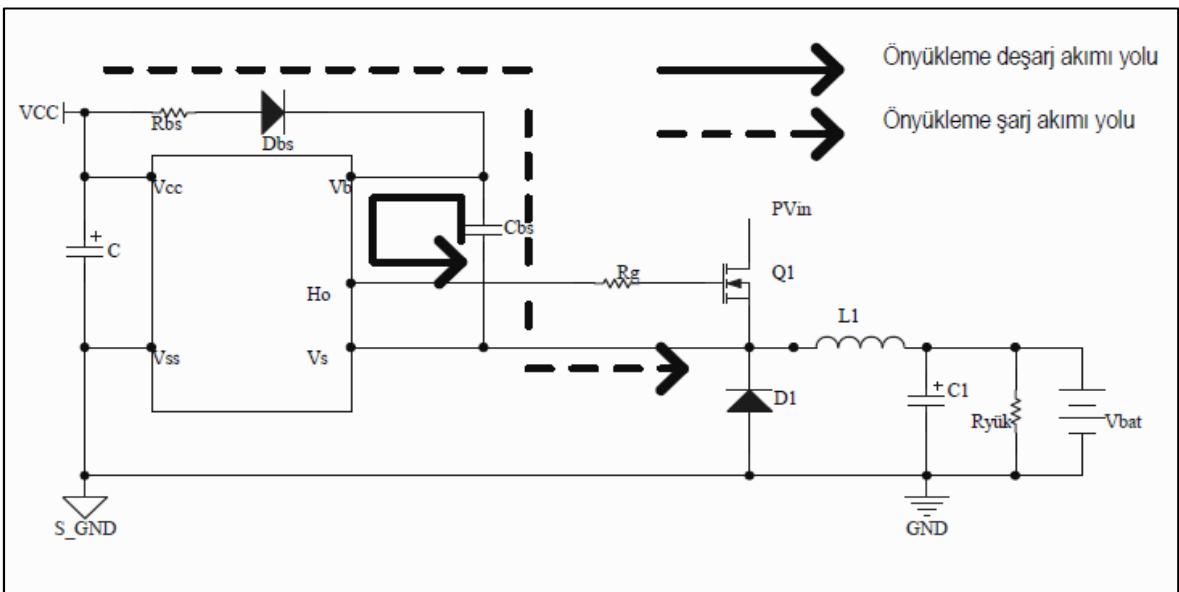 Önyükleme deşarj akımı yolu
VCC
Rbs
Dbs
Önyükleme şarj akımı yolu
Vcc
Vb
C
Cbs
PVin
Rg
Q1
Ho
L1
Vss
Vs
D1
C1
Ryük
Vbat
S_GND
GND